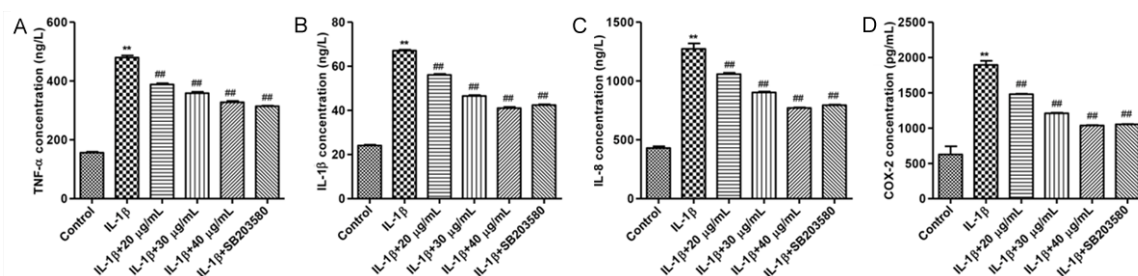 A
TNF-α concentration (ng/L)
600
400
200
0
**
##
##
##
##
Control
IL-1β
IL-1β+20 μg/mL
IL-1β+30 μg/mL
IL-1β+40 μg/mL
IL-1β+SB203580
B
IL-1β concentration (ng/L)
80
60
40
20
0
**
##
##
##
##
Control
IL-1β
IL-1β+20 μg/mL
IL-1β+30 μg/mL
IL-1β+40 μg/mL
IL-1β+SB203580
C
IL-8 concentration (ng/L)
1500
1000
500
0
**
##
##
##
##
Control
IL-1β
IL-1β+20 μg/mL
IL-1β+30 μg/mL
IL-1β+40 μg/mL
IL-1β+SB203580
D
COX-2 concentration (pg/mL)
2500
2000
1500
1000
500
0
**
##
##
##
##
Control
IL-1β
IL-1β+20 μg/mL
IL-1β+30 μg/mL
IL-1β+40 μg/mL
IL-1β+SB203580